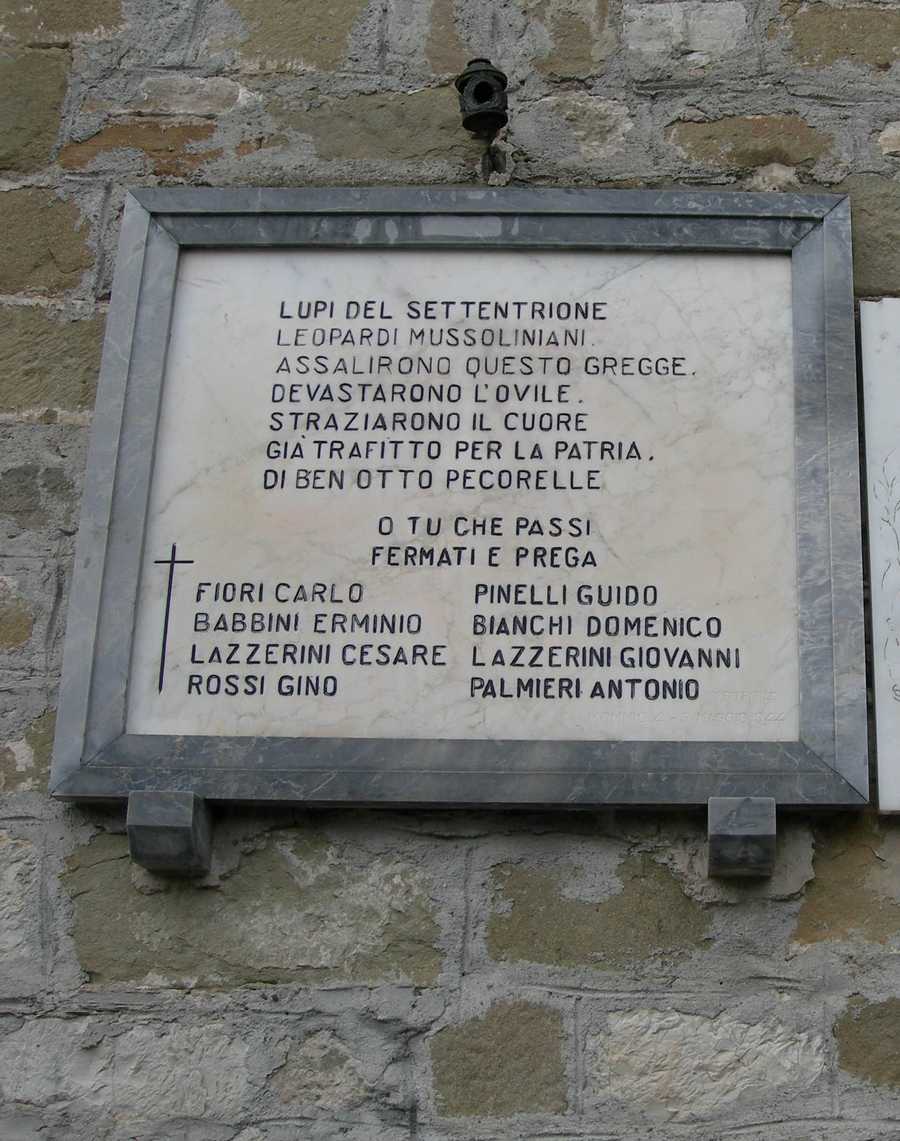 LUPI DEL SETTENTRIONE
LEOPARDI MUSSOLINIANI.
ASSALIRONO QUESTO GREGGE.
DEVASTARONO L'OVILE.
STRAZIARONO IL CUORE
GIÀ TRAFITTO PER LA PATRIA.
DI BEN OTTO PECORELLE
O TU CHE PASSI
FERMATI E PREGA
FIORI CARLO
BABBINI ERMINIO
LAZZERINI CESARE
ROSSI GINO
PINELLI GUIDO
BIANCHI DOMENICO
LAZZERINI GIOVANNI
PALMIERI ANTONIO